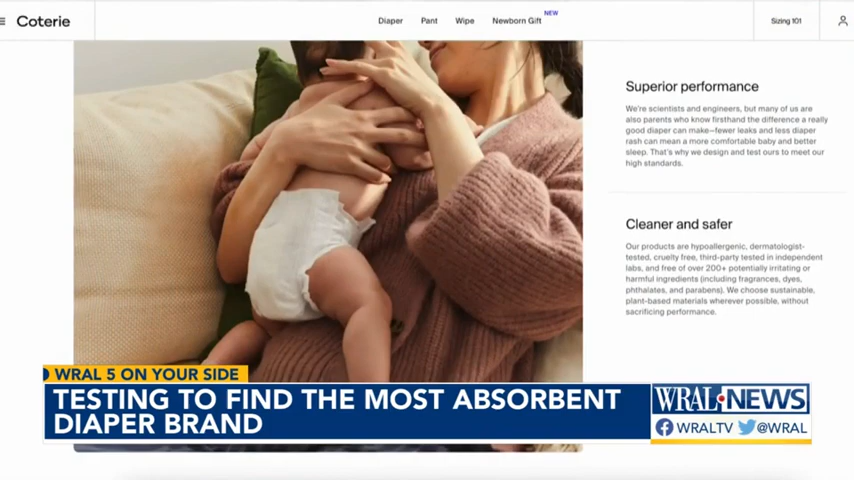 Coterie
Diaper Pant Wipe Newborn Gift NEW
Sizing 101
Superior performance
We're scientists and engineers, but many of us are
also parents who know firsthand the difference a really
good diaper can make—fewer leaks and less diaper
rash can mean a more comfortable baby and better
sleep. That's why we design and test ours to meet our
high standards.
Cleaner and safer
Our products are hypoallergenic, dermatologist-
tested, cruelty free, third-party tested in independent
labs, and free of over 200+ potentially irritating or
harmful ingredients (including fragrances, dyes,
phthalates, and parabens). We choose sustainable,
plant-based materials wherever possible, without
sacrificing performance.
WRAL 5 ON YOUR SIDE
TESTING TO FIND THE MOST ABSORBENT
DIAPER BRAND
WRAL NEWS
WRALTV @WRAL